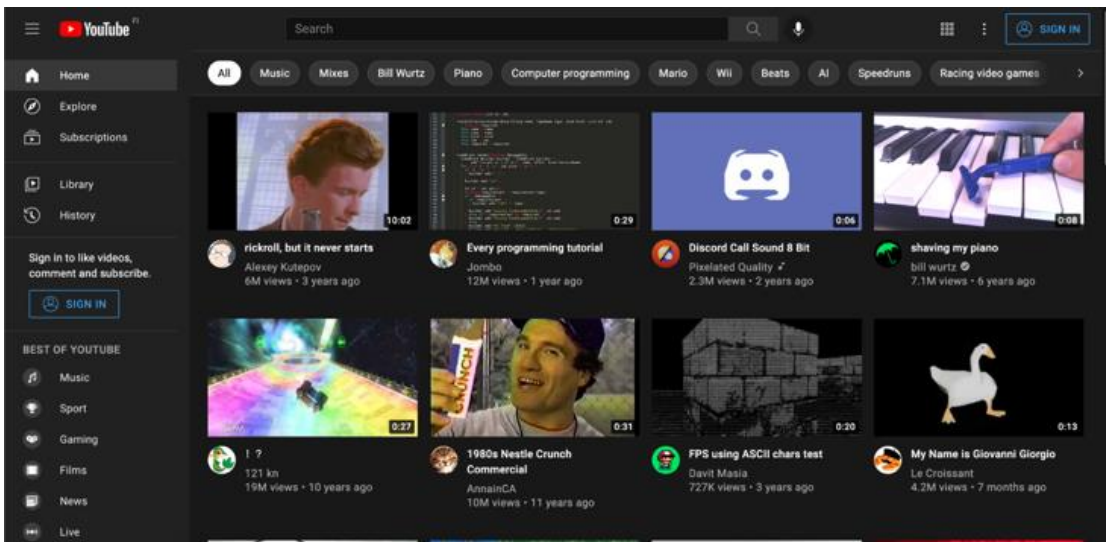 YouTube FI
Search
SIGN IN
Home
Explore
Subscriptions
Library
History
Sign in to like videos,
comment and subscribe.
SIGN IN
BEST OF YOUTUBE
Music
Sport
Gaming
Films
News
Live
All
Music
Mixes
Bill Wurtz
Piano
Computer programming
Mario
Wii
Beats
AI
Speedruns
Racing video games
10:02
rickroll, but it never starts
Alexey Kutepov
6M views • 3 years ago
0:29
Every programming tutorial
Jombo
12M views • 1 year ago
0:06
Discord Call Sound 8 Bit
Pixelated Quality
2.3M views • 2 years ago
0:08
shaving my piano
bill wurtz
7.1M views • 6 years ago
0:27
! ?
121 kn
19M views • 10 years ago
CRUNCH
0:31
1980s Nestle Crunch
Commercial
AnnainCA
10M views • 11 years ago
0:20
FPS using ASCII chars test
Davit Masia
727K views • 3 years ago
0:13
My Name is Giovanni Giorgio
Le Croissant
4.2M views • 7 months ago